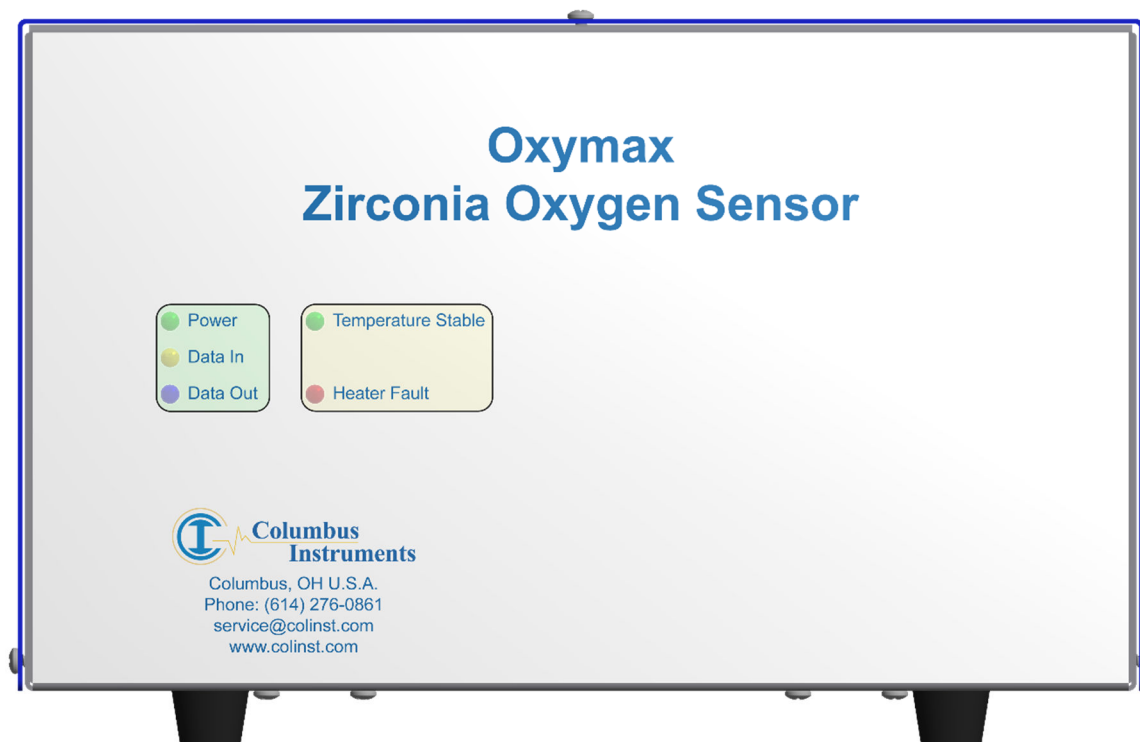 Oxymax
Zirconia Oxygen Sensor
Power
Data In
Data Out
Temperature Stable
Heater Fault
Columbus
Instruments
Columbus, OH U.S.A.
Phone: (614) 276-0861
service@colinst.com
www.colinst.com